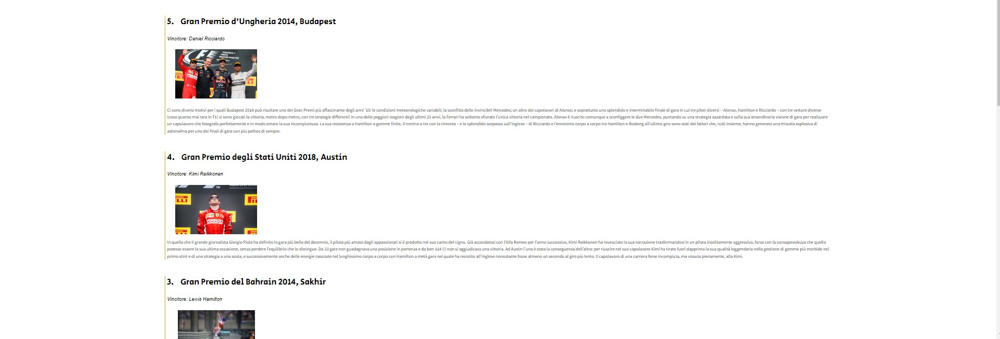 5. Gran Premio d’Ungheria 2014, Budapest
Vincitore: Daniel Ricciardo
FORMULA 1
MAGYAR NAGYDÍJ
Ci sono diversi motivi per i quali Budapest 2014 può risultare uno dei Gran Premi più affascinante degli anni ’10: le condizioni meteorologiche variabili; la sconfitta delle invincibili Mercedes; un altro dei capolavori di Alonso; e soprattutto uno splendido e interminabile finale di gara in cui tre piloti diversi – Alonso, Hamilton e Ricciardo – con tre vetture diverse
(cosa quanto mai rara in F1) si sono giocati la vittoria, metro dopo metro, con tre strategie differenti! In una delle peggiori stagioni degli ultimi 25 anni, la Ferrari ha soltanto sfiorato l’unica vittoria nel campionato. Alonso è riuscito comunque a sconfiggere le due Mercedes, puntando su una strategia azzardata e sulla sua straordinaria visione di gara per realizzare
un capolavoro che fotografa perfettamente e in modo amaro la sua incompiutezza. La sua resistenza a Hamilton a gomme finite, il trenino a tre con la rimonta – e lo splendido sorpasso sull’inglese – di Ricciardo e l’ennesimo corpo a corpo tra Hamilton e Rosberg all’ultimo giro sono stati dei fattori che, tutti insieme, hanno generato una miscela esplosiva di
adrenalina per uno dei finali di gara con più pathos di sempre.
4. Gran Premio degli Stati Uniti 2018, Austin
Vincitore: Kimi Raikkonen
TM
ELLI
MISSION
WINNOW
In quella che il grande giornalista Giorgio Piola ha definito la gara più bella del decennio, il pilota più amato dagli appassionati si è prodotto nel suo canto del cigno. Già accordatosi con l’Alfa Romeo per l’anno successivo, Kimi Raikkonen ha rovesciato la sua narrazione trasformandosi in un pilota insolitamente aggressivo, forse con la consapevolezza che quella
potesse essere la sua ultima occasione, senza perdere l’equilibrio che lo distingue. Da 33 gare non guadagnava una posizione in partenza e da ben 114 (!) non si aggiudicava una vittoria. Ad Austin l’una è stata la conseguenza dell’altra: per riuscire nel suo capolavoro Kimi ha tirato fuori dapprima la sua qualità leggendaria nella gestione di gomme più morbide nel
primo stint e di una strategia a una sosta, e successivamente anche delle energie nascoste nel lunghissimo corpo a corpo con Hamilton a metà gara nel quale ha resistito all’inglese nonostante fosse almeno un secondo al giro più lento. Il capolavoro di una carriera forse incompiuta, ma vissuta pienamente, alla Kimi.
3. Gran Premio del Bahrain 2014, Sakhir
Vincitore: Lewis Hamilton